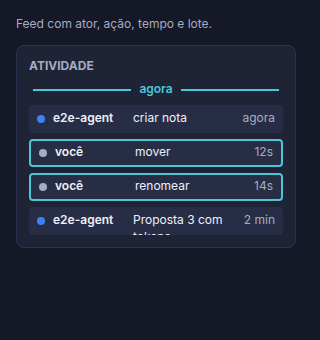 Feed com ator, ação, tempo e lote.
ATIVIDADE
agora
e2e-agent criar nota agora
você mover 12s
você renomear 14s
e2e-agent Proposta 3 com 2 min